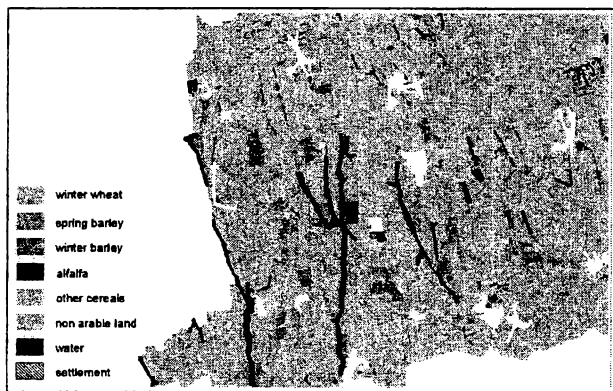 winter wheat
spring barley
winter barley
alfalfa
other cereals
non arable land
water
settlement